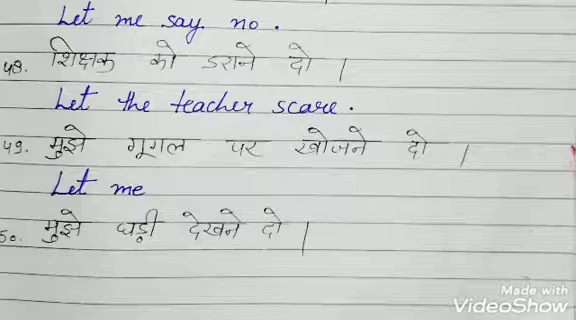 Let me say no.
48. शिक्षक को डराने दो ।
Let the teacher scare.
49. मुझे गूगल पर खोजने दो ।
Let me
50. मुझे घड़ी देखने दो ।
Made with
VideoShow